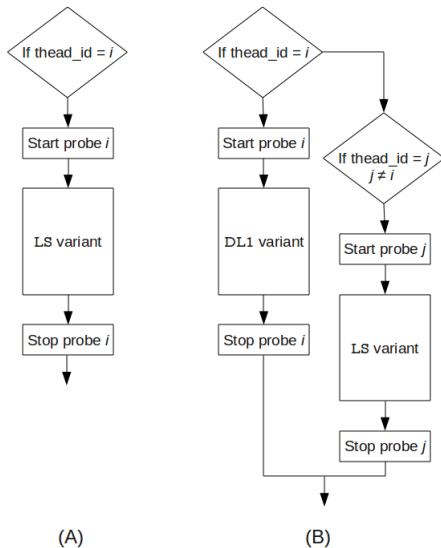 If thead_id = i
Start probe i
LS variant
Stop probe i
(A)
If thead_id = i
Start probe i
DL1 variant
Stop probe i
If thead_id = j
j ≠ i
Start probe j
LS variant
Stop probe j
(B)